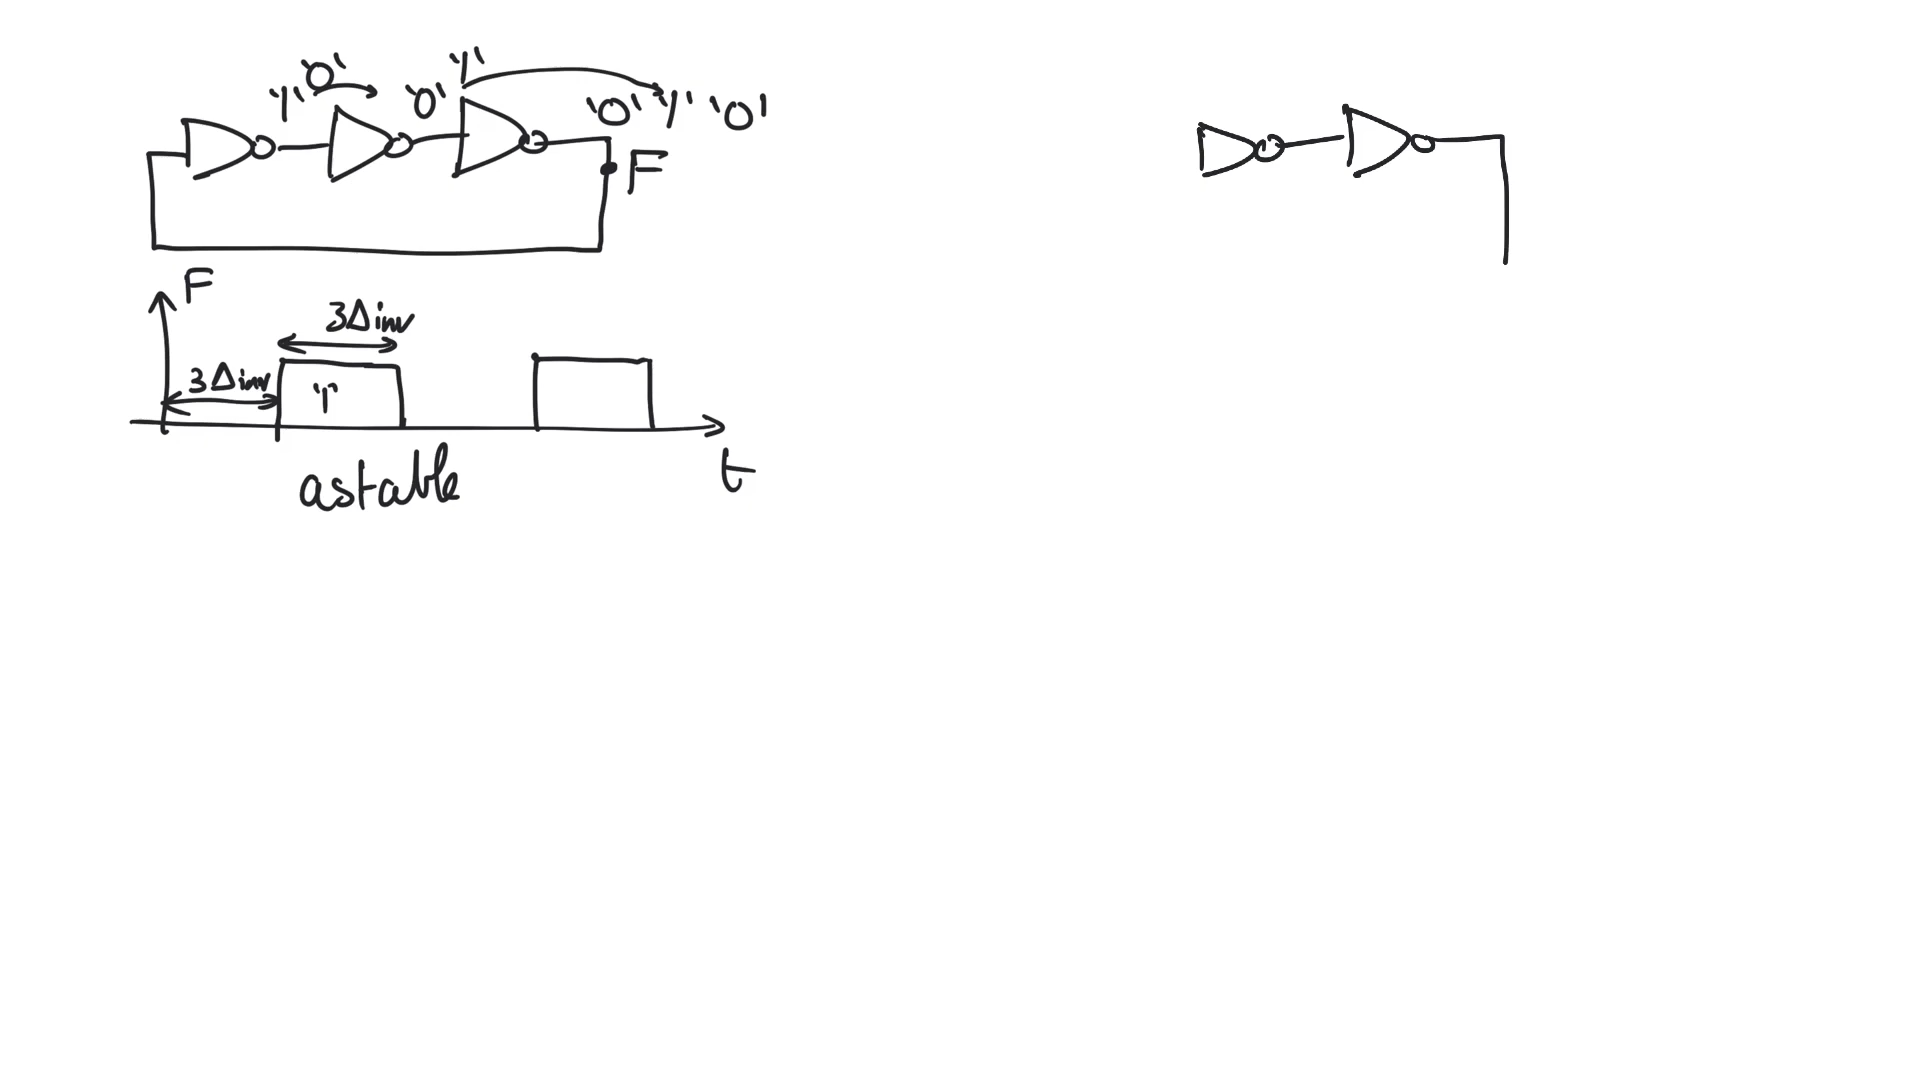 '1' '0' '0' '1' '0' '1' '0'
F
F
3Δinv
3Δinv
'1'
astable
t